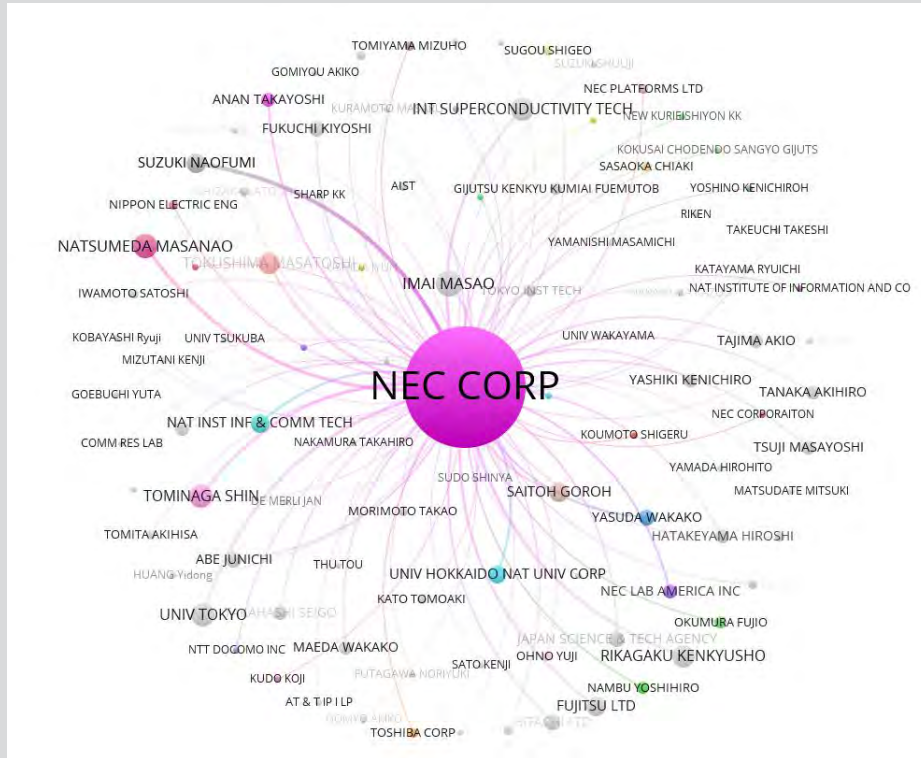 TOMIYAMA MIZUHO
SUGOU SHIGEO
SUZUKI SHUUJI
GOMIYOU AKIKO
NEC PLATFORMS LTD
ANAN TAKAYOSHI
KURAMOTO
INT SUPERCONDUCTIVITY TECH
NEW KURIEISHIYON KK
FUKUCHI KIYOSHI
KOKUSAI CHODENDO SANGYO GIJUTS
SUZUKI NAOFUMI
SASAOKA CHIAKI
SHARP KK
AIST
GIJUTSU KENKYU KUMIAI FUEMUTOB
YOSHINO KENICHIROH
NIPPON ELECTRIC ENG
RIKEN
TAKEUCHI TAKESHI
NATSUMEDA MASANAO
YAMANISHI MASAMICHI
TOKUSHIMA MASATOSHI
KATAYAMA RYUICHI
IMAI MASAO
TOKYO INST TECH
NAT INSTITUTE OF INFORMATION AND CO
IWAMOTO SATOSHI
KOBAYASHI Ryuji
UNIV TSUKUBA
UNIV WAKAYAMA
TAJIMA AKIO
MIZUTANI KENJI
NEC CORP
YASHIKI KENICHIRO
GOEBUCHI YUTA
TANAKA AKIHIRO
NEC CORPORAITON
NAT INST INF & COMM TECH
KOUMOTO SHIGERU
COMM RES LAB
NAKAMURA TAKAHIRO
TSUJI MASAYOSHI
YAMADA HIROHITO
SUDO SHINYA
TOMINAGA SHIN
DE MERLI JAN
SAITOH GOROH
MATSUDATE MITSUKI
MORIMOTO TAKAO
YASUDA WAKAKO
TOMITA AKIHISA
HATAKEYAMA HIROSHI
ABE JUNICHI
THU TOU
HUANG Yidong
UNIV HOKKAIDO NAT UNIV CORP
NEC LAB AMERICA INC
KATO TOMOAKI
UNIV TOKYO
SEIGO
OKUMURA FUJIO
JAPAN SCIENCE & TECH AGENCY
NTT DOCOMO INC
MAEDA WAKAKO
OHNO YUJI
RIKAGAKU KENKYUSHO
SATO KENJI
KUDO KOJI
FUTAGAWA NORIYUKI
NAMBU YOSHIHIRO
AT & T IP I LP
FUJITSU LTD
HITACHI LTD
TOSHIBA CORP